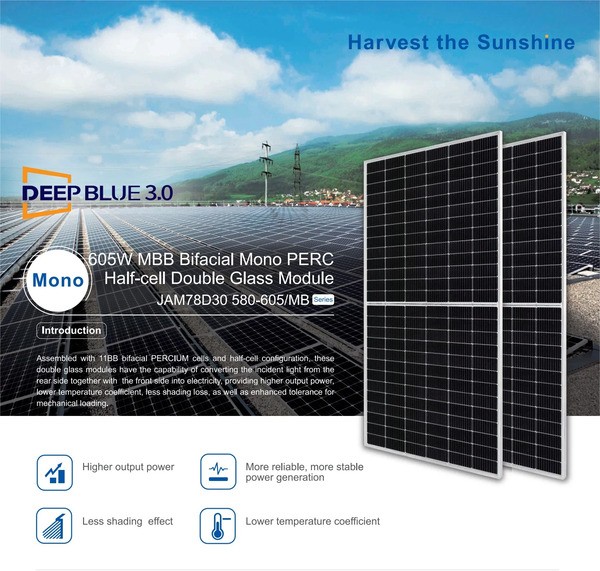 Harvest the Sunshine
DEEP BLUE 3.0
605W MBB Bifacial Mono PERC
Mono
Half-cell Double Glass Module
JAM78D30 580-605/MB Series
Introduction
Assembled with 11BB bifacial PERCIUM cells and half-cell configuration, these
double glass modules have the capability of converting the incident light from the
rear side together with the front side into electricity, providing higher output power,
lower temperature coefficient, less shading loss, as well as enhanced tolerance for
mechanical loading.
Higher output power
More reliable, more stable
power generation
Less shading effect
Lower temperature coefficient